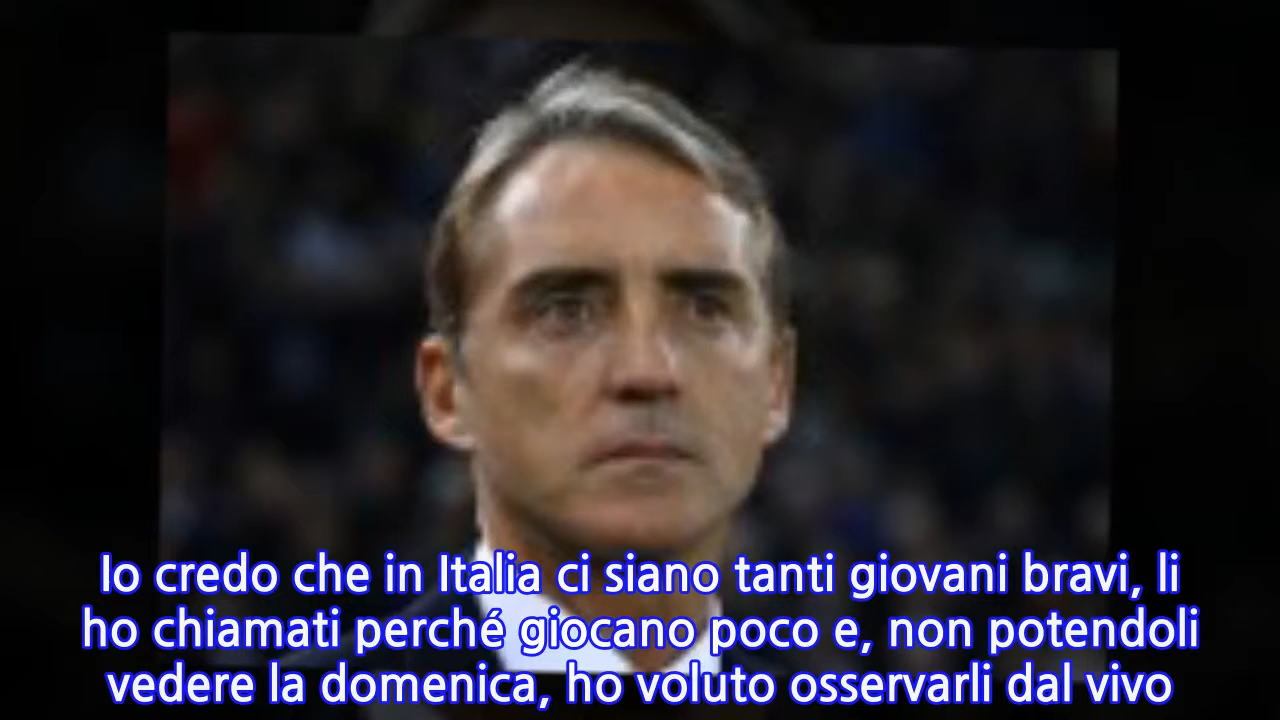 Io credo che in Italia ci siano tanti giovani bravi, li
ho chiamati perché giocano poco e, non potendoli
vedere la domenica, ho voluto osservarli dal vivo